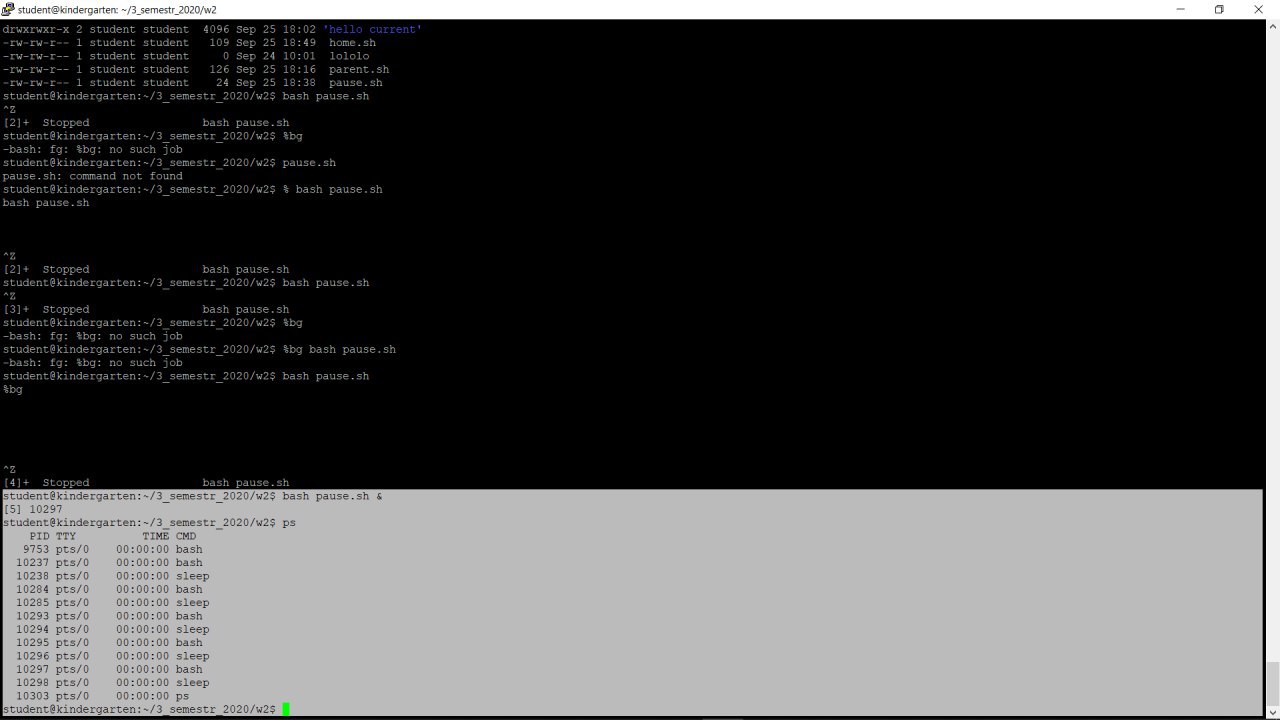 student@kindergarten: ~/3_semestr_2020/w2
drwxrwxr-x 2 student student  4096 Sep 25 18:02 'hello current'
-rw-rw-r-- 1 student student   109 Sep 25 18:49  home.sh
-rw-rw-r-- 1 student student     0 Sep 24 10:01  lololo
-rw-rw-r-- 1 student student   126 Sep 25 18:16  parent.sh
-rw-rw-r-- 1 student student    24 Sep 25 18:38  pause.sh
student@kindergarten:~/3_semestr_2020/w2$ bash pause.sh
^Z
[2]+  Stopped                 bash pause.sh
student@kindergarten:~/3_semestr_2020/w2$ %bg
-bash: fg: %bg: no such job
student@kindergarten:~/3_semestr_2020/w2$ pause.sh
pause.sh: command not found
student@kindergarten:~/3_semestr_2020/w2$ % bash pause.sh
bash pause.sh
^Z
[2]+  Stopped                 bash pause.sh
student@kindergarten:~/3_semestr_2020/w2$ bash pause.sh
^Z
[3]+  Stopped                 bash pause.sh
student@kindergarten:~/3_semestr_2020/w2$ %bg
-bash: fg: %bg: no such job
student@kindergarten:~/3_semestr_2020/w2$ %bg bash pause.sh
-bash: fg: %bg: no such job
student@kindergarten:~/3_semestr_2020/w2$ bash pause.sh
%bg
^Z
[4]+  Stopped                 bash pause.sh
student@kindergarten:~/3_semestr_2020/w2$ bash pause.sh &
[5] 10297
student@kindergarten:~/3_semestr_2020/w2$ ps
    PID TTY          TIME CMD
   9753 pts/0    00:00:00 bash
  10237 pts/0    00:00:00 bash
  10238 pts/0    00:00:00 sleep
  10284 pts/0    00:00:00 bash
  10285 pts/0    00:00:00 sleep
  10293 pts/0    00:00:00 bash
  10294 pts/0    00:00:00 sleep
  10295 pts/0    00:00:00 bash
  10296 pts/0    00:00:00 sleep
  10297 pts/0    00:00:00 bash
  10298 pts/0    00:00:00 sleep
  10303 pts/0    00:00:00 ps
student@kindergarten:~/3_semestr_2020/w2$